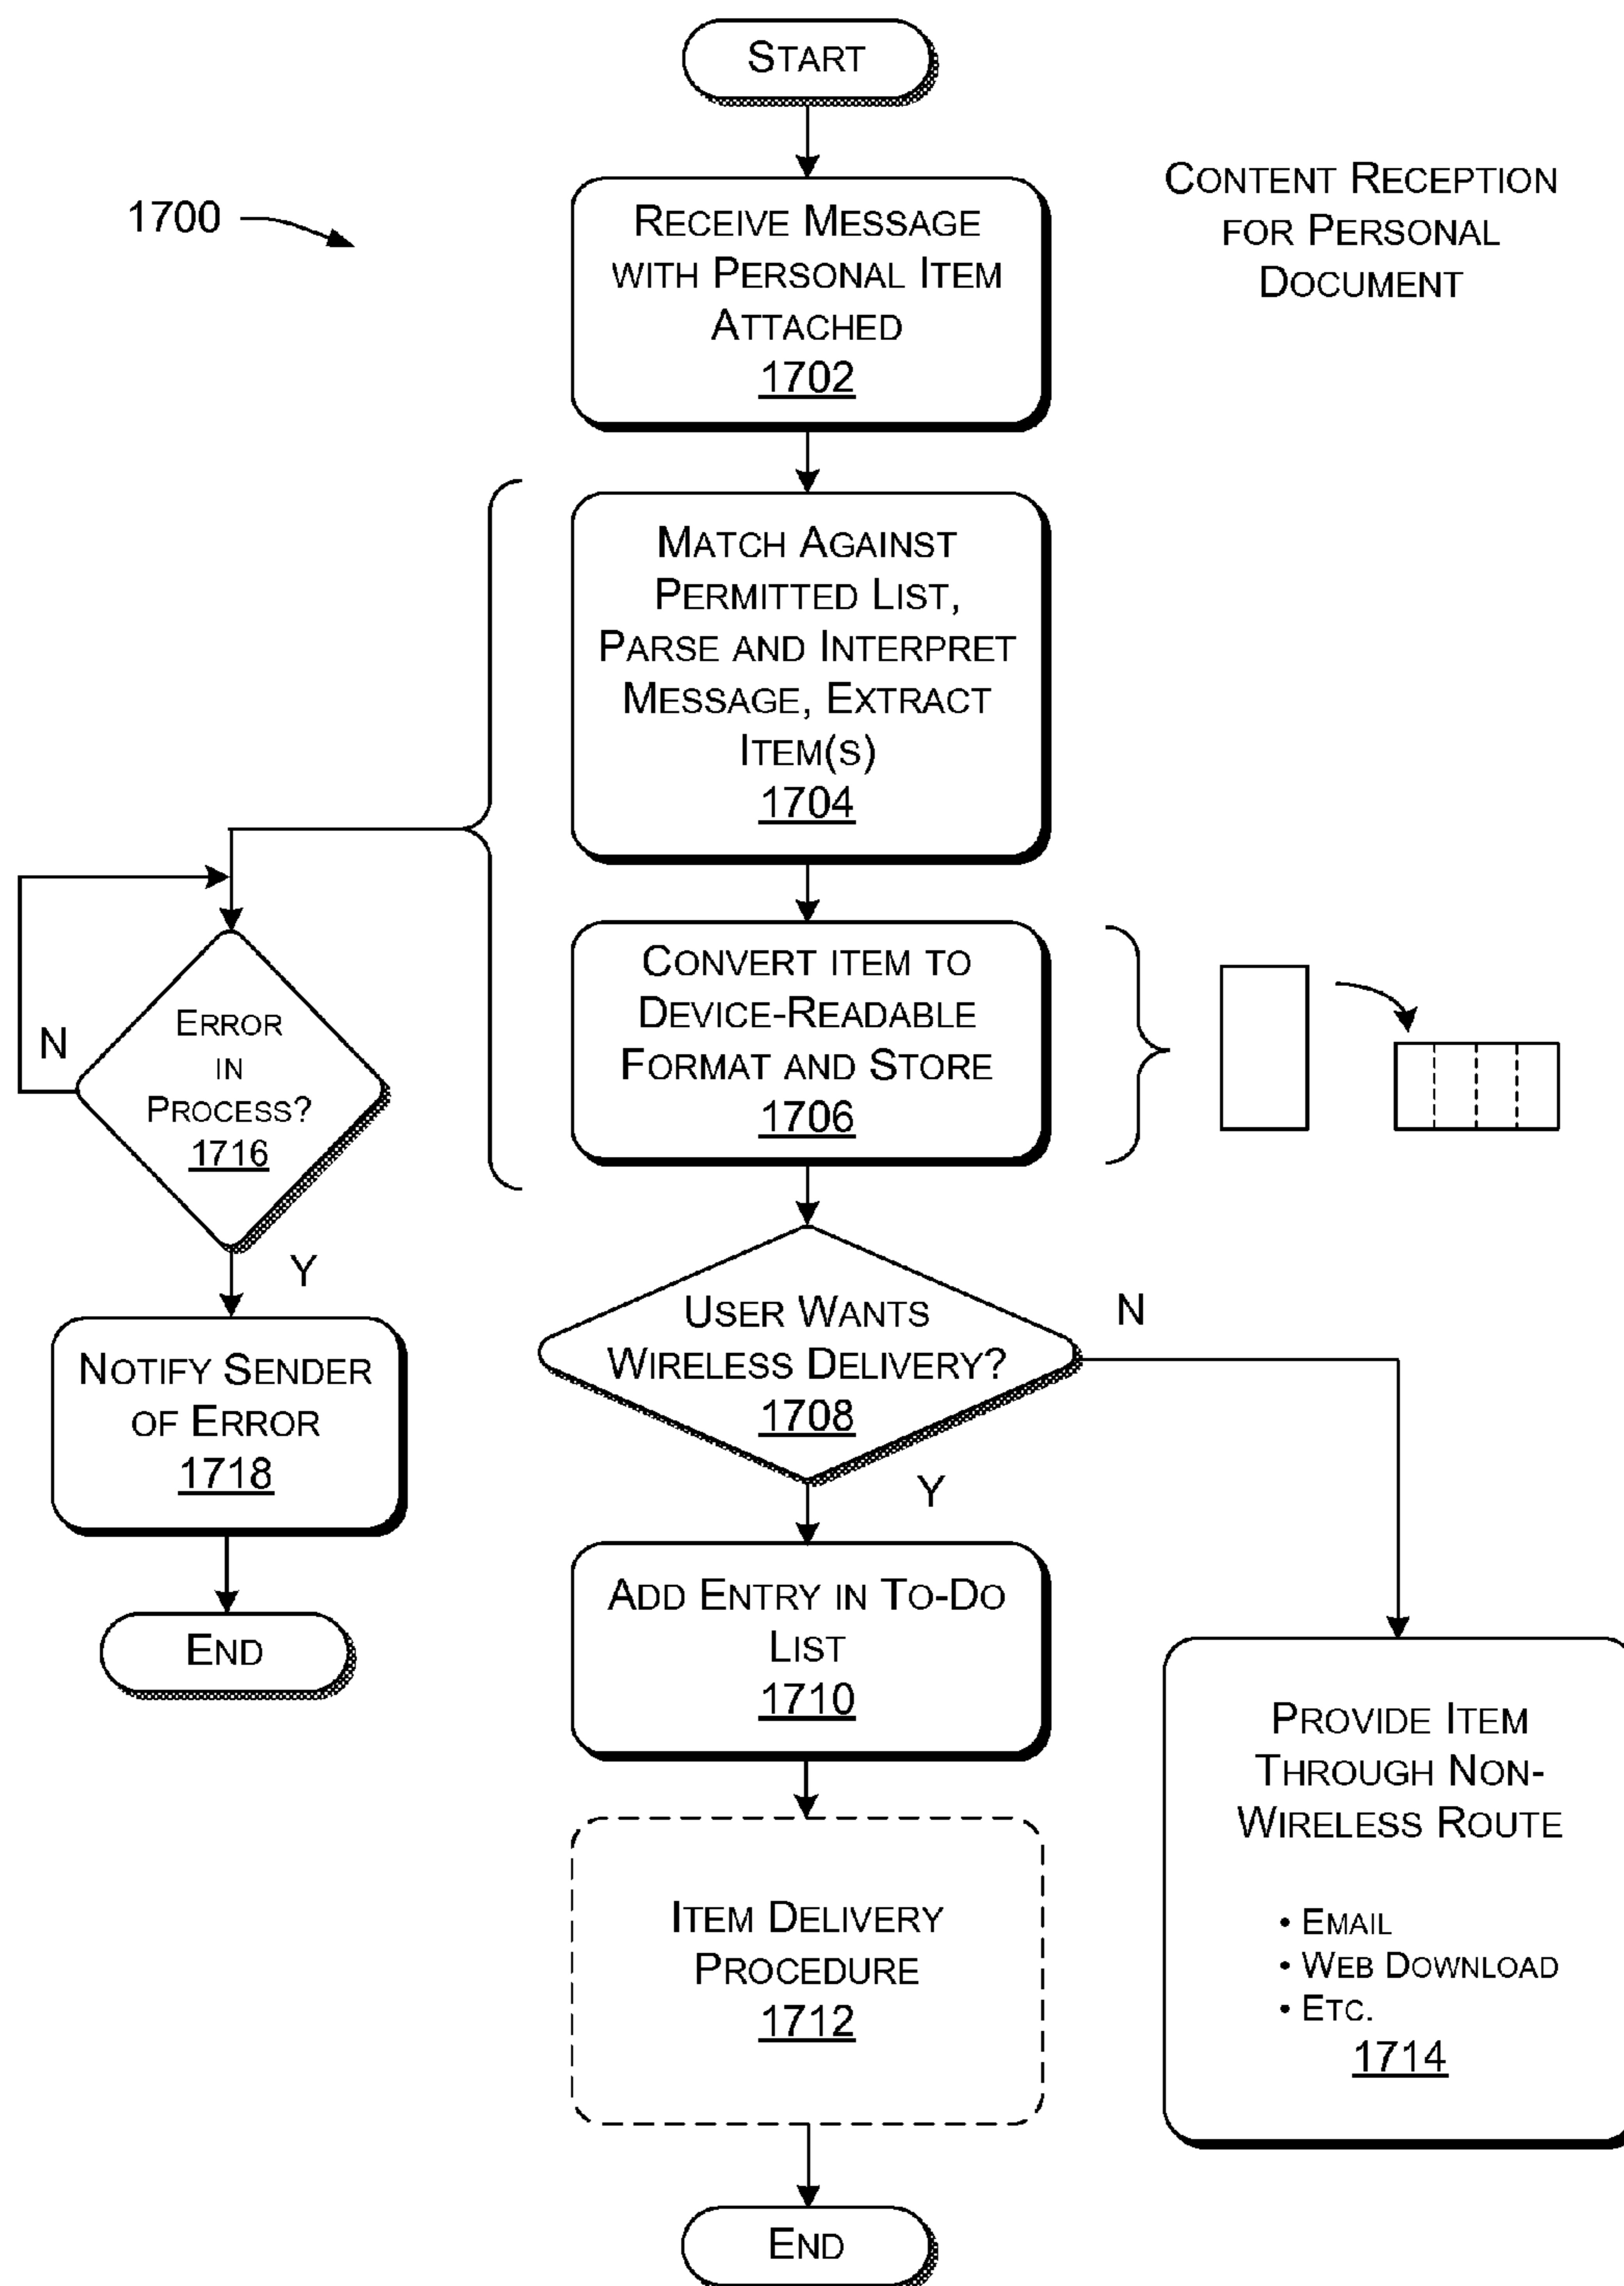 START
1700
CONTENT RECEPTION
FOR PERSONAL
DOCUMENT
RECEIVE MESSAGE
WITH PERSONAL ITEM
ATTACHED
1702
MATCH AGAINST
PERMITTED LIST,
PARSE AND INTERPRET
MESSAGE, EXTRACT
ITEM(S)
1704
CONVERT ITEM TO
DEVICE-READABLE
FORMAT AND STORE
1706
N
ERROR
IN
PROCESS?
1716
Y
NOTIFY SENDER
OF ERROR
1718
END
USER WANTS
WIRELESS DELIVERY?
1708
N
Y
ADD ENTRY IN TO-DO
LIST
1710
ITEM DELIVERY
PROCEDURE
1712
END
PROVIDE ITEM
THROUGH NON-
WIRELESS ROUTE
• EMAIL
• WEB DOWNLOAD
• ETC.
1714